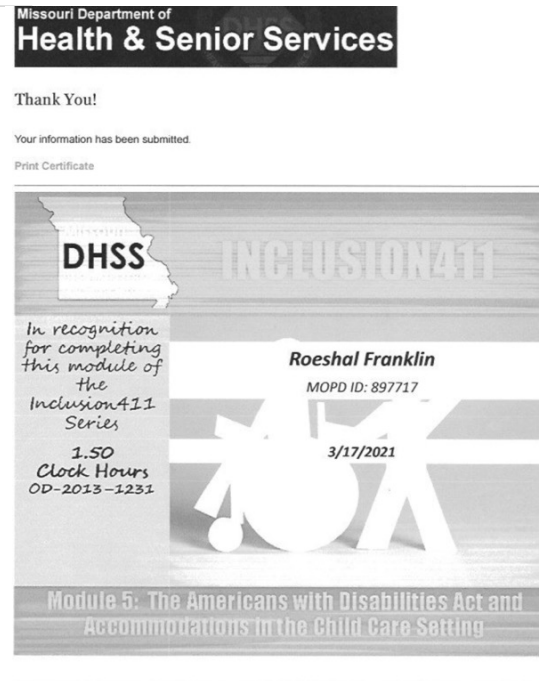 Missouri Department of
Health & Senior Services
Thank You!
Your information has been submitted.
Print Certificate
DHSS
INCLUSION411
In recognition
for completing
this module of
the
Inclusion411
Series
1.50
Clock Hours
OD-2013-1231
Roeshal Franklin
MOPD ID: 897717
3/17/2021
Module 5: The Americans with Disabilities Act and
Accommodations in the Child Care Setting